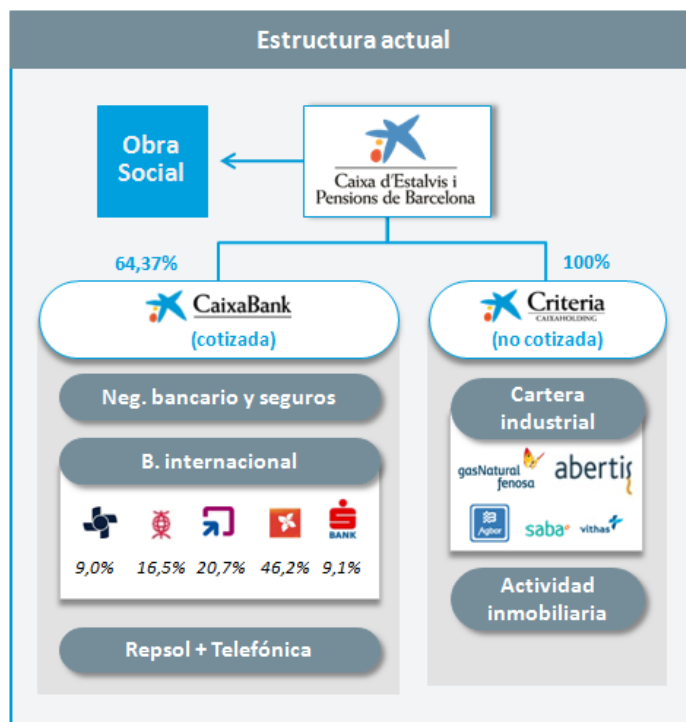 Estructura actual
Obra
Social
Caixa d'Estalvis i
Pensions de Barcelona
64,37%
100%
CaixaBank
(cotizada)
Criteria
CAIXAHOLDING
(no cotizada)
Neg. bancario y seguros
B. internacional
S
BANK
9,0% 16,5% 20,7% 46,2% 9,1%
Repsol + Telefónica
Cartera
industrial
gasNatural
fenosa
abertis
Agbar
saba
vithas
Actividad
inmobiliaria